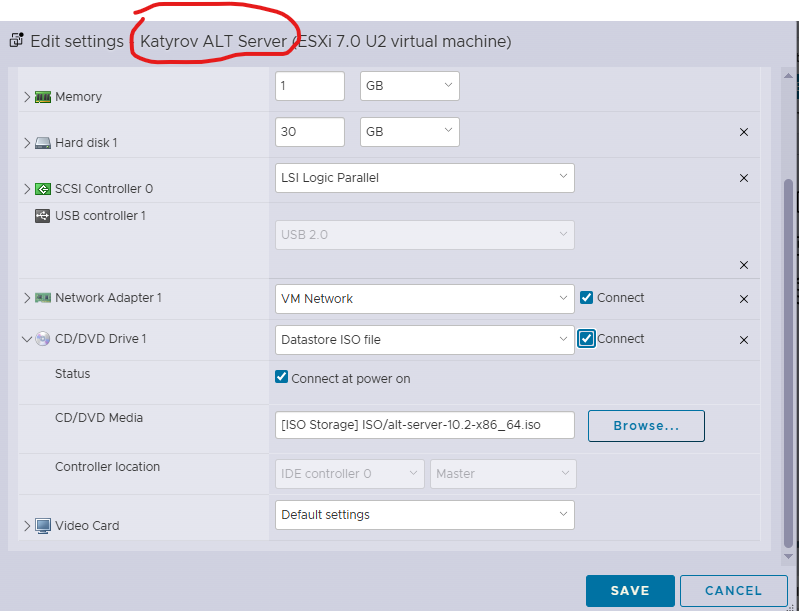 Edit settings - Katyrov ALT Server (ESXi 7.0 U2 virtual machine)
Memory
1 GB
Hard disk 1
30 GB
SCSI Controller 0
LSI Logic Parallel
USB controller 1
USB 2.0
Network Adapter 1
VM Network
Connect
CD/DVD Drive 1
Datastore ISO file
Connect
Status
Connect at power on
CD/DVD Media
[ISO Storage] ISO/alt-server-10.2-x86_64.iso
Browse...
Controller location
IDE controller 0
Master
Video Card
Default settings
SAVE CANCEL